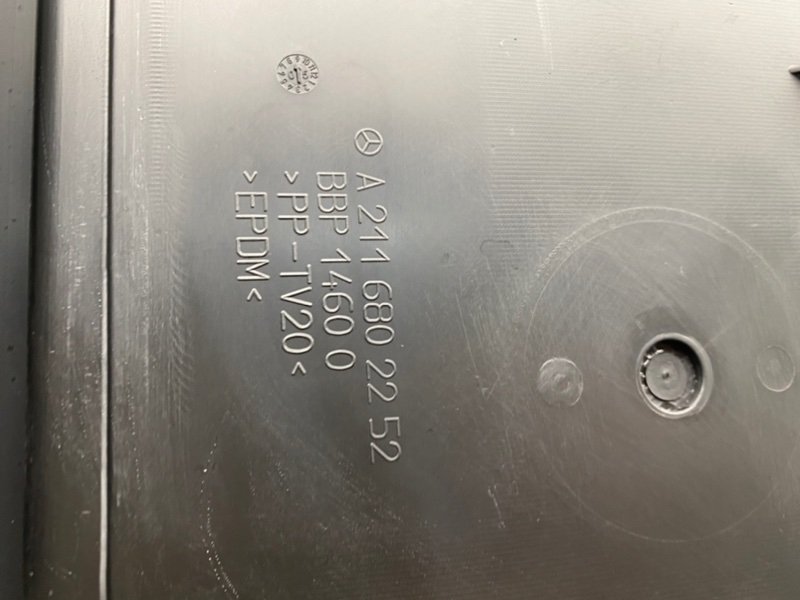 A 211 680 22 52
BBP 1460 0
>PP-TV20<
>EPDM<